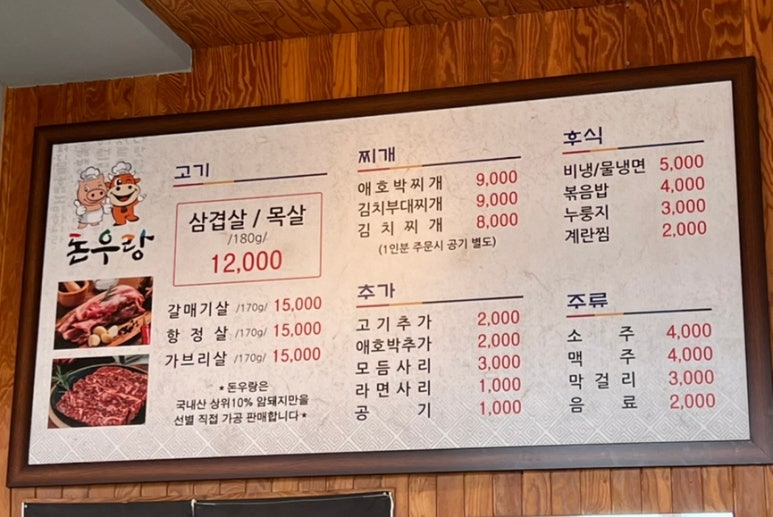 돈우랑
고기
삼겹살 / 목살
/180g/
12,000
갈매기살 /170g/ 15,000
항정살 /170g/ 15,000
가브리살 /170g/ 15,000
*돈우랑은
국내산 상위10% 암돼지만을
선별 직접 가공 판매합니다*
찌개
애호박찌개 9,000
김치부대찌개 9,000
김치찌개 8,000
(1인분 주문시 공기 별도)
추가
고기추가 2,000
애호박추가 2,000
모듬사리 3,000
라면사리 1,000
공기 1,000
후식
비냉/물냉면 5,000
볶음밥 4,000
누룽지 3,000
계란찜 2,000
주류
소주 4,000
맥주 4,000
막걸리 3,000
음료 2,000